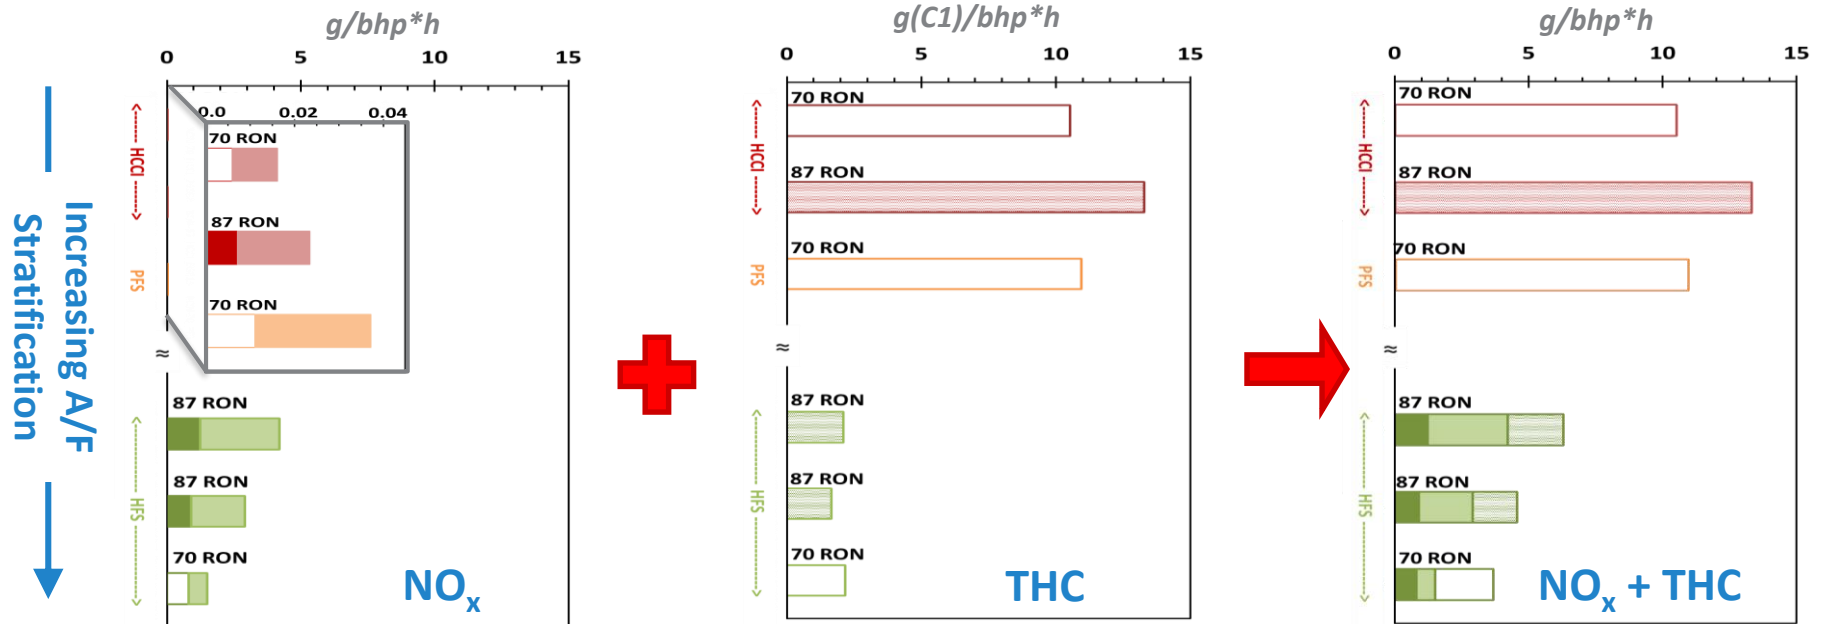 g/bhp*h
0 5 10 15
0.0 0.02 0.04
70 RON
87 RON
70 RON
≈
87 RON
87 RON
70 RON
HCCI
PFS
HFS
NOx
Increasing A/F
Stratification
g(C1)/bhp*h
0 5 10 15
70 RON
87 RON
70 RON
≈
87 RON
87 RON
70 RON
HCCI
PFS
HFS
THC
g/bhp*h
0 5 10 15
70 RON
87 RON
70 RON
≈
87 RON
87 RON
70 RON
HCCI
PFS
HFS
NOx + THC